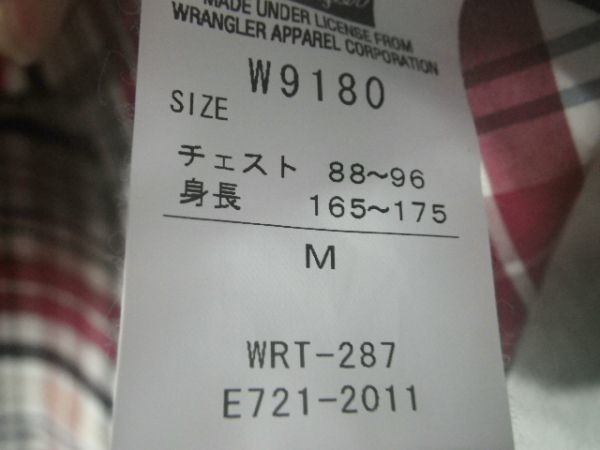 MADE UNDER LICENSE FROM
WRANGLER APPAREL CORPORATION
W9180
SIZE
チェスト 88～96
身長 165～175
M
WRT-287
E721-2011